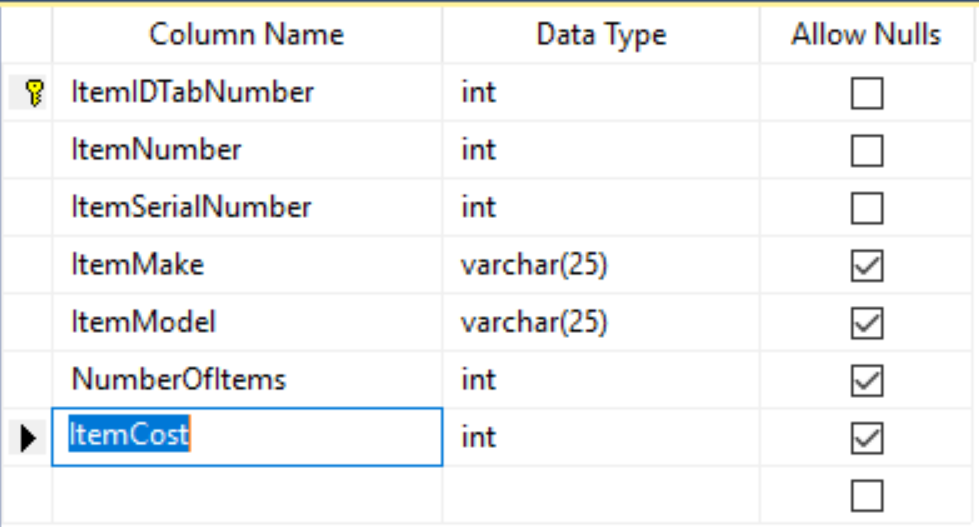 Column Name Data Type Allow Nulls
ItemIDTabNumber int
ItemNumber int
ItemSerialNumber int
ItemMake varchar(25)
ItemModel varchar(25)
NumberOfItems int
ItemCost int